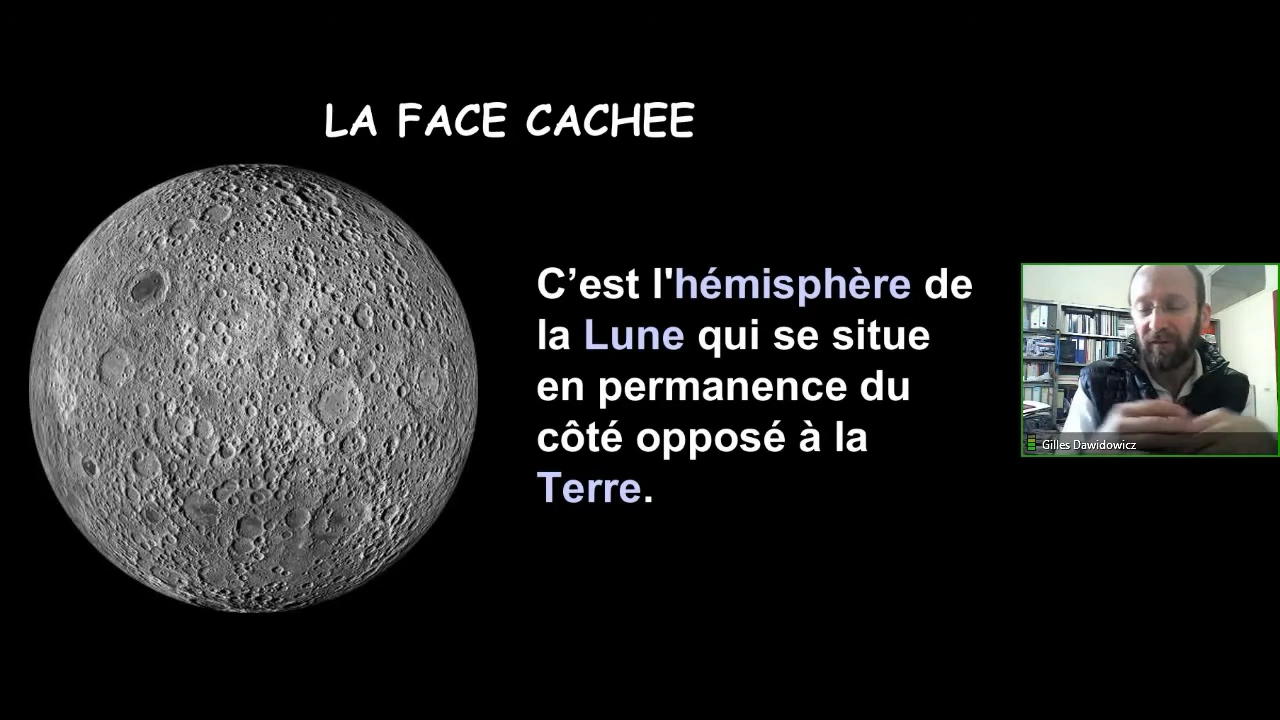 LA FACE CACHEE
C’est l'hémisphère de
la Lune qui se situe
en permanence du
côté opposé à la
Terre.
Gilles Dawidowicz